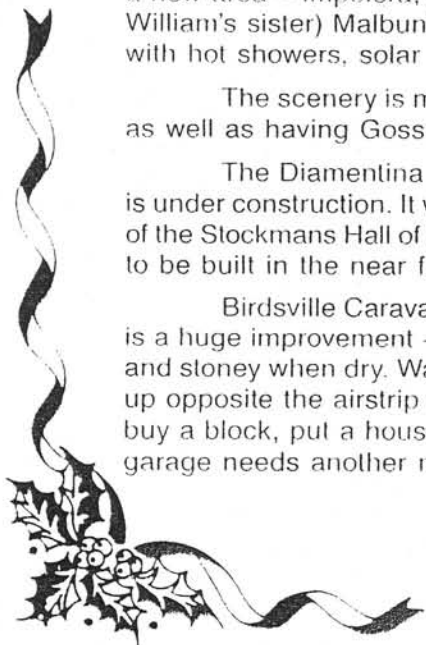 William's sister) Malbun
with hot showers, solar
The scenery is m
as well as having Goss
The Diamentina
is under construction. It w
of the Stockmans Hall of
to be built in the near f
Birdsville Carava
is a huge improvement -
and stoney when dry. Wa
up opposite the airstrip
buy a block, put a hous
garage needs another r